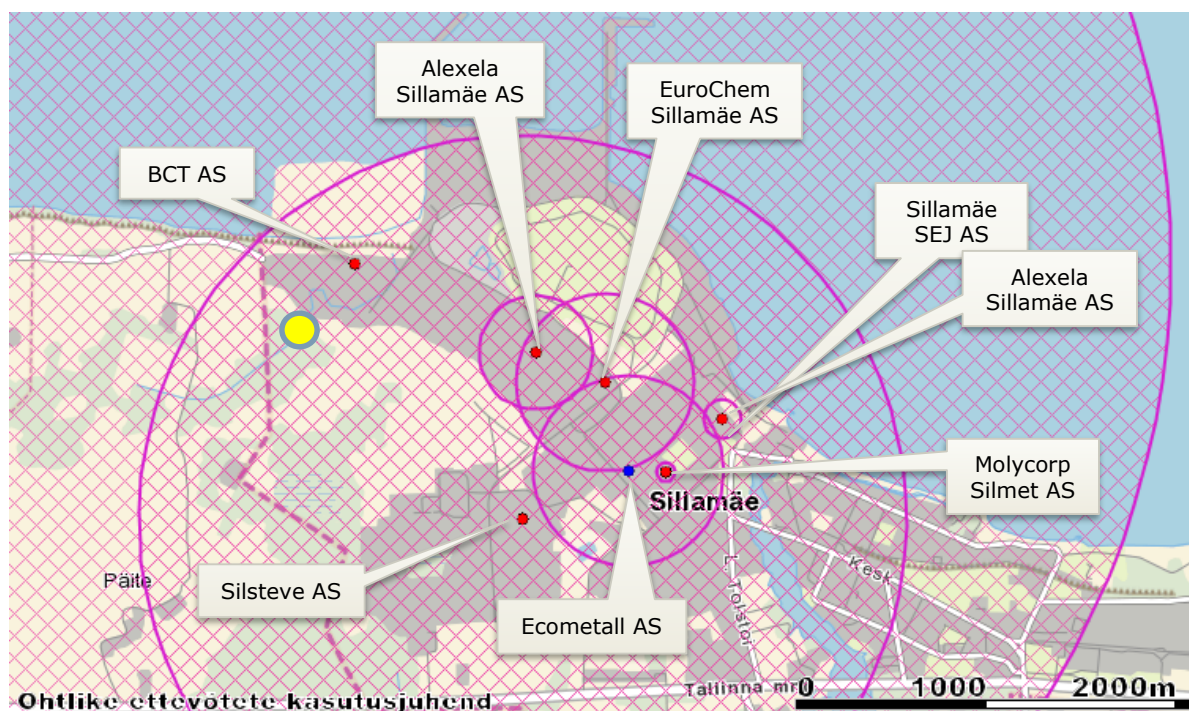 Alexela
Sillamäe AS
EuroChem
Sillamäe AS
BCT AS
Sillamäe
SEJ AS
Alexela
Sillamäe AS
Molycorp
Silmet AS
Sillamäe
Silsteve AS
Ecometall AS
Päite
L. Tolstoi
Kesk
Tallinna mnt
Ohtlike ettevõtete kasutusjuhend
0 1000 2000m